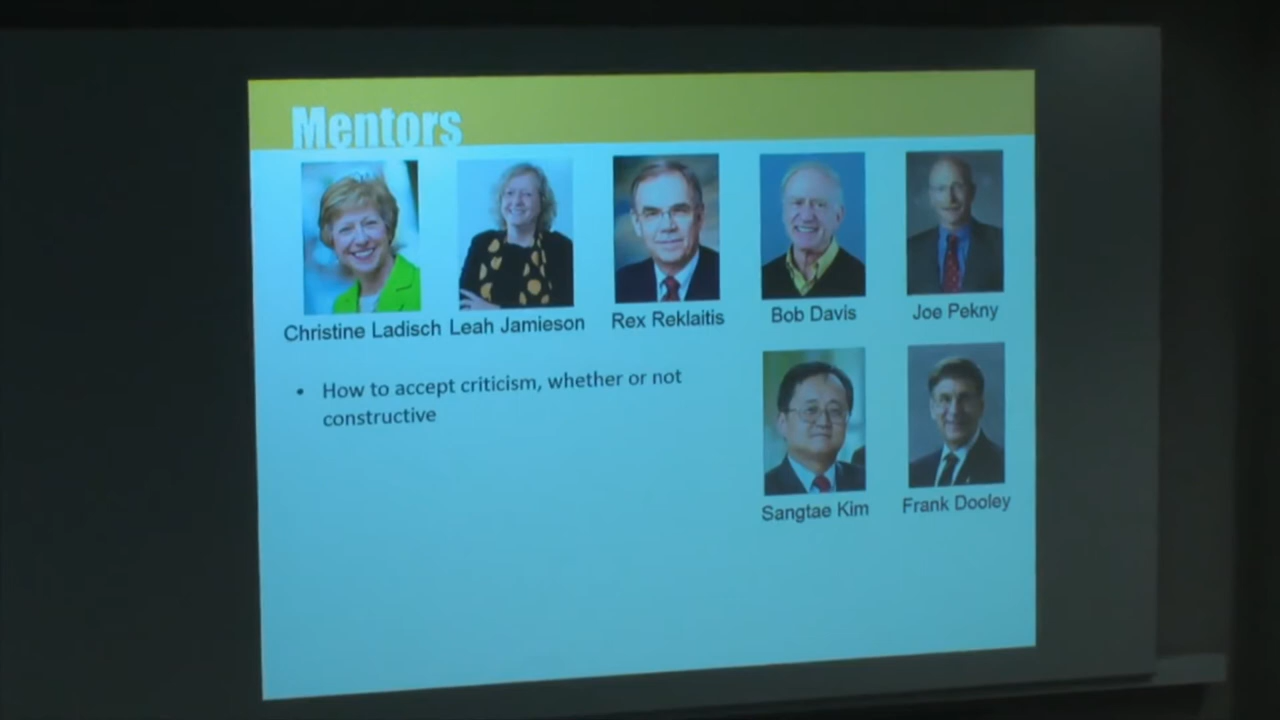 Mentors
Christine Ladisch
Leah Jamieson
Rex Reklaitis
Bob Davis
Joe Pekny
• How to accept criticism, whether or not
constructive
Sangtae Kim
Frank Dooley